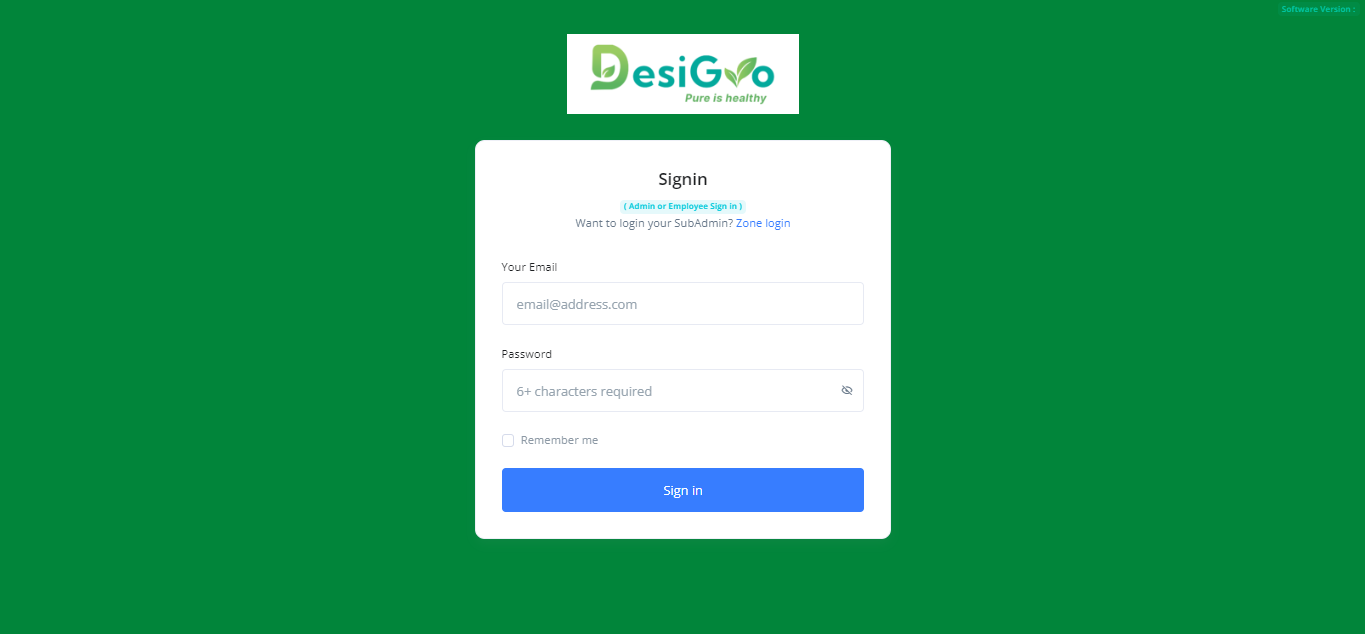 Software Version :
DesiGvo
Pure is healthy
Signin
( Admin or Employee Sign in )
Want to login your SubAdmin? Zone login
Your Email
email@address.com
Password
6+ characters required
Remember me
Sign in